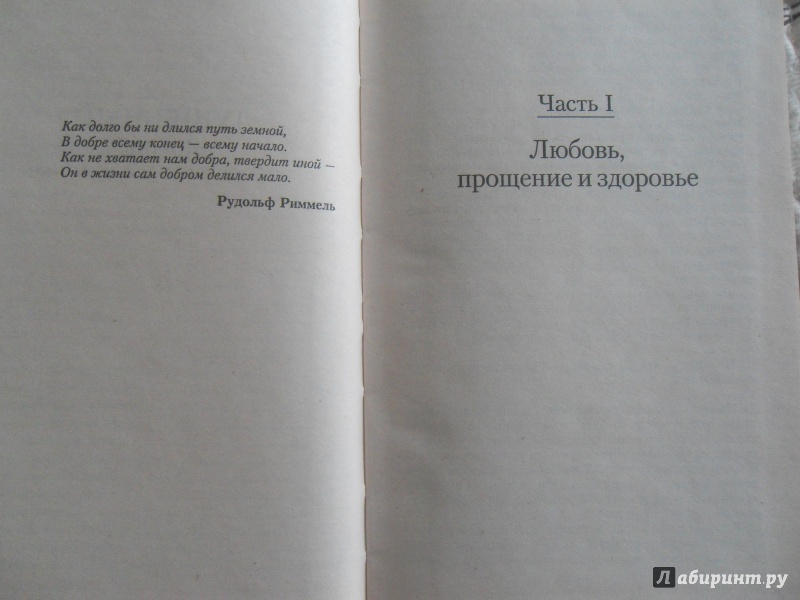 Как долго бы ни длился путь земной,
В добре всему конец — всему начало.
Как не хватает нам добра, твердит иной —
Он в жизни сам добром делился мало.
Рудольф Риммель
Часть I
Любовь,
прощение и здоровье
Лабиринт.ру